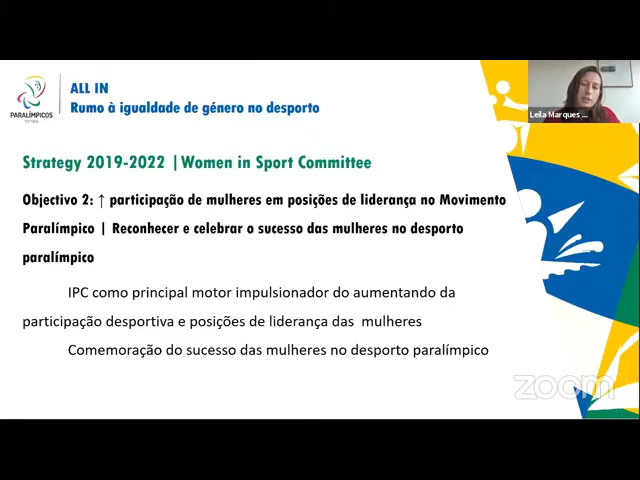 ALL IN
Rumo à igualdade de género no desporto
PARALÍMPICOS
PORTUGAL
Leila Marques ...
Strategy 2019-2022 |Women in Sport Committee
Objectivo 2: ↑ participação de mulheres em posições de liderança no Movimento
Paralímpico | Reconhecer e celebrar o sucesso das mulheres no desporto
paralímpico
IPC como principal motor impulsionador do aumentando da
participação desportiva e posições de liderança das mulheres
Comemoração do sucesso das mulheres no desporto paralímpico
zoom